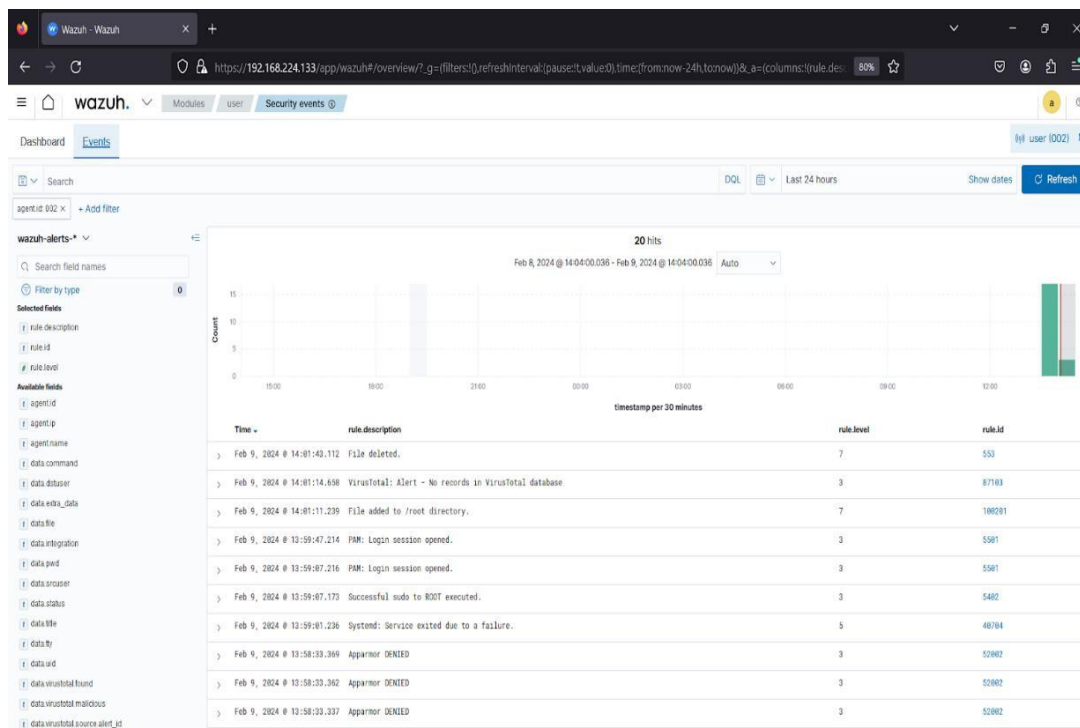 Wazuh - Wazuh
https://192.168.224.133/app/wazuh#/overview/?_g=(filters:!(),refreshInterval:(pause:!t,value:0),time:(from:now-24h,to:now))&_a=(columns:!(rule.des 80%
wazuh. Modules user Security events a
Dashboard Events user (002)
Search DQL Last 24 hours Show dates Refresh
agent.id: 002 + Add filter
wazuh-alerts-*
Search field names
Filter by type 0
Selected fields
t rule.description
t rule.id
# rule.level
Available fields
t agent.id
t agent.ip
t agent.name
t data.command
t data.dstuser
t data.extra_data
t data.file
t data.integration
t data.pwd
t data.srcuser
t data.status
t data.title
t data.tty
t data.uid
t data.virustotal.found
t data.virustotal.malicious
t data.virustotal.source.alert_id
20 hits
Feb 8, 2024 @ 14:04:00.036 - Feb 9, 2024 @ 14:04:00.036 Auto
Count
15
10
5
0
15:00 18:00 21:00 00:00 03:00 06:00 09:00 12:00
timestamp per 30 minutes
Time rule.description rule.level rule.id
Feb 9, 2024 @ 14:01:43.112 File deleted. 7 553
Feb 9, 2024 @ 14:01:14.658 VirusTotal: Alert - No records in VirusTotal database 3 87103
Feb 9, 2024 @ 14:01:11.239 File added to /root directory. 7 100201
Feb 9, 2024 @ 13:59:47.214 PAM: Login session opened. 3 5501
Feb 9, 2024 @ 13:59:07.216 PAM: Login session opened. 3 5501
Feb 9, 2024 @ 13:59:07.173 Successful sudo to ROOT executed. 3 5402
Feb 9, 2024 @ 13:59:01.236 Systemd: Service exited due to a failure. 5 40704
Feb 9, 2024 @ 13:58:33.369 Apparmor DENIED 3 52002
Feb 9, 2024 @ 13:58:33.362 Apparmor DENIED 3 52002
Feb 9, 2024 @ 13:58:33.337 Apparmor DENIED 3 52002